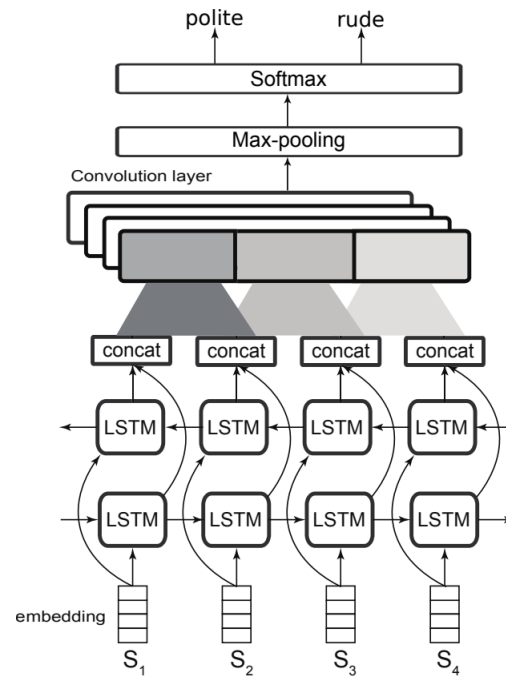 polite rude
Softmax
Max-pooling
Convolution layer
concat concat concat concat
LSTM LSTM LSTM LSTM
LSTM LSTM LSTM LSTM
embedding
S1 S2 S3 S4